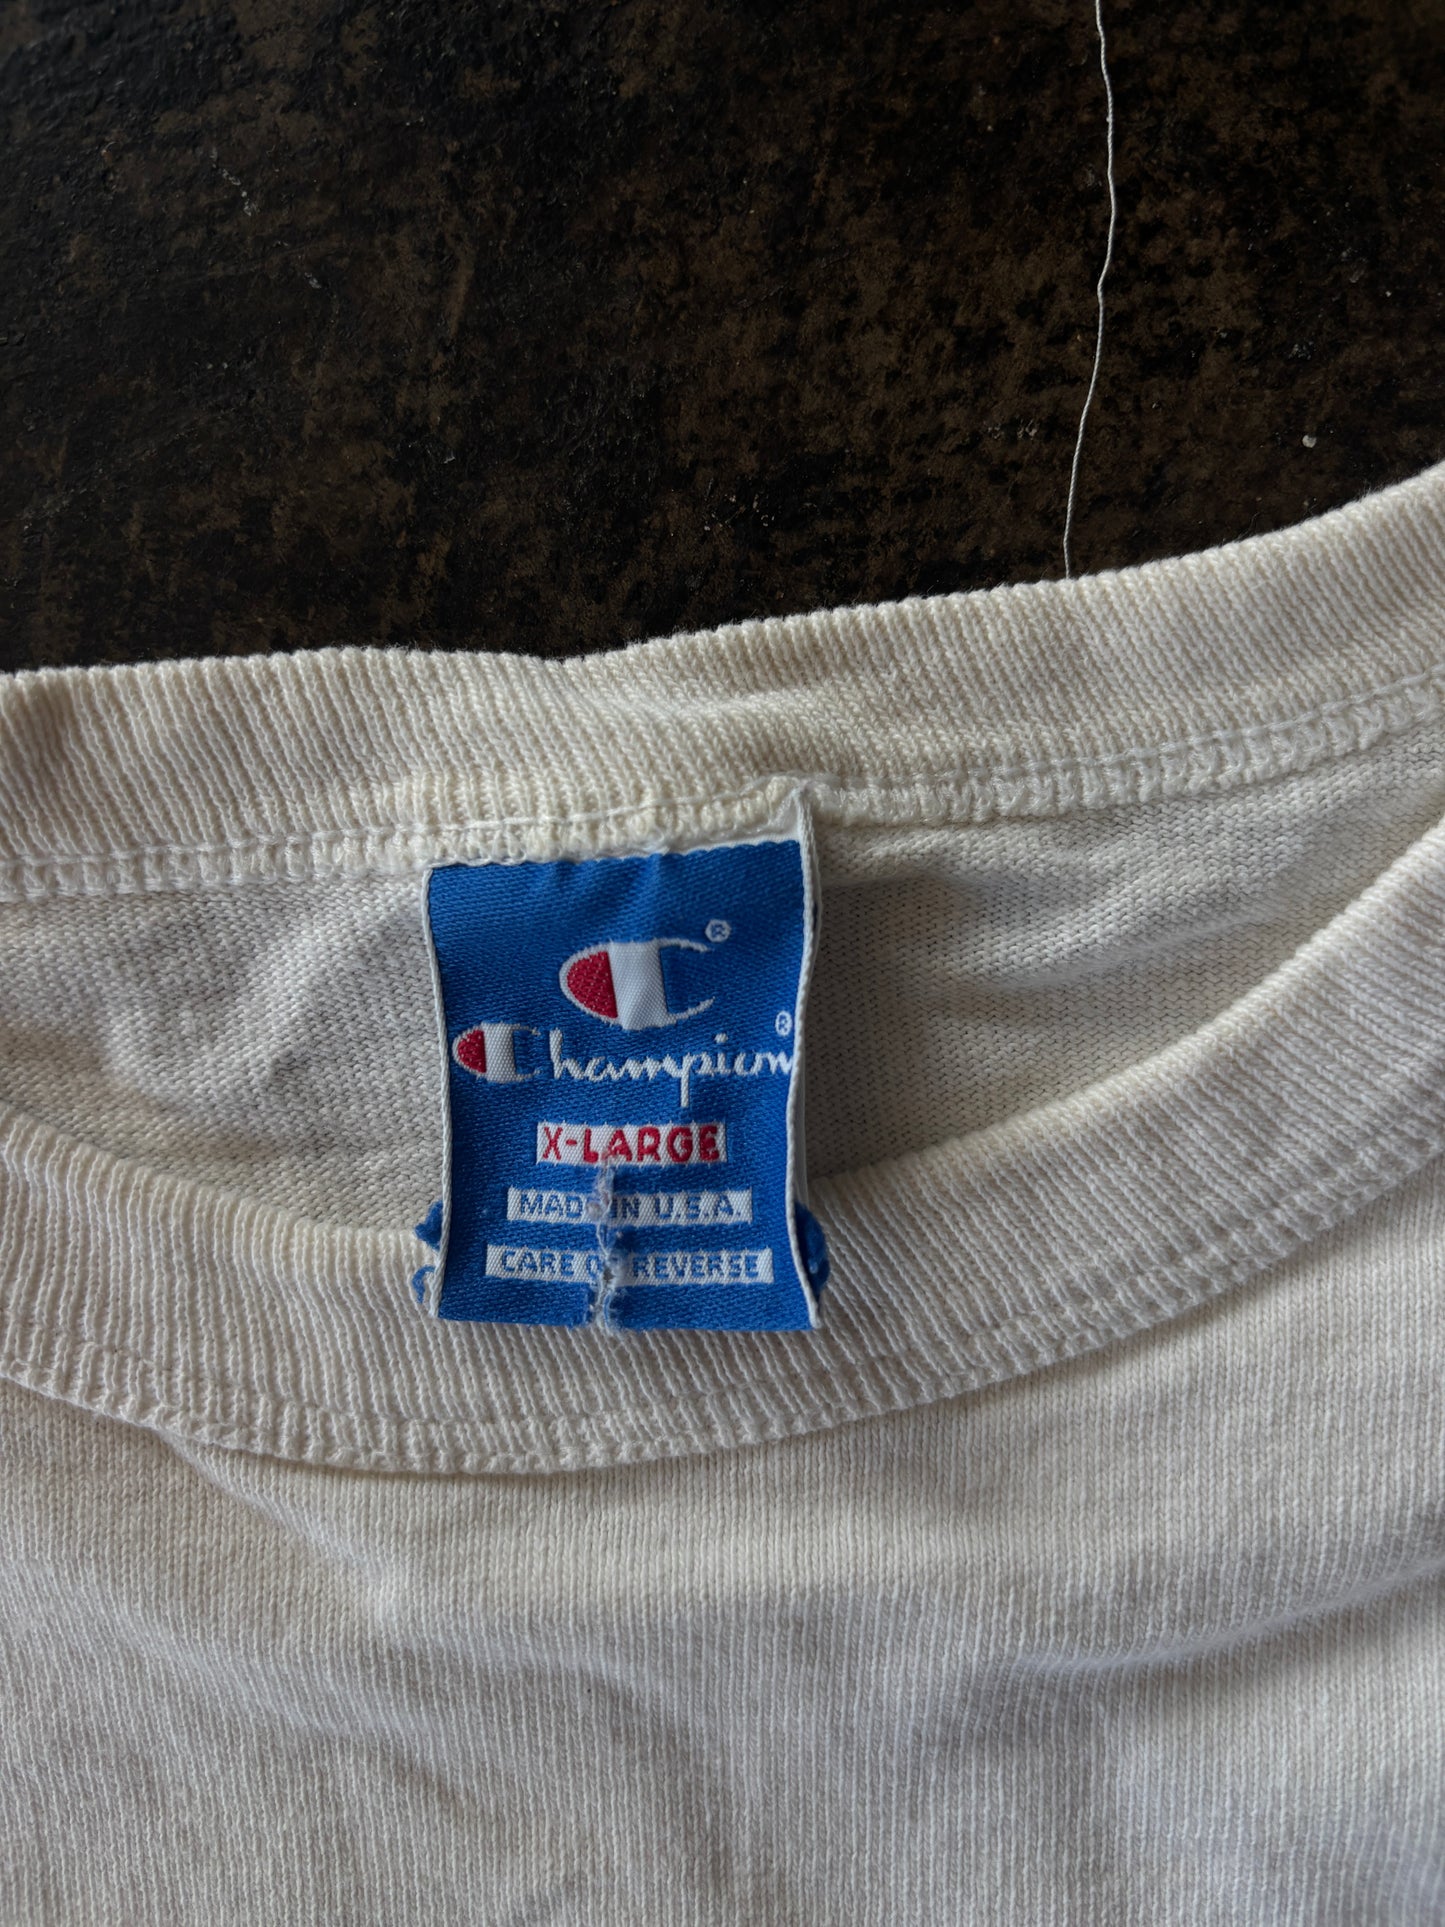 ®
Champion®
X-LARGE
MADE IN U.S.A.
CARE ON REVERSE